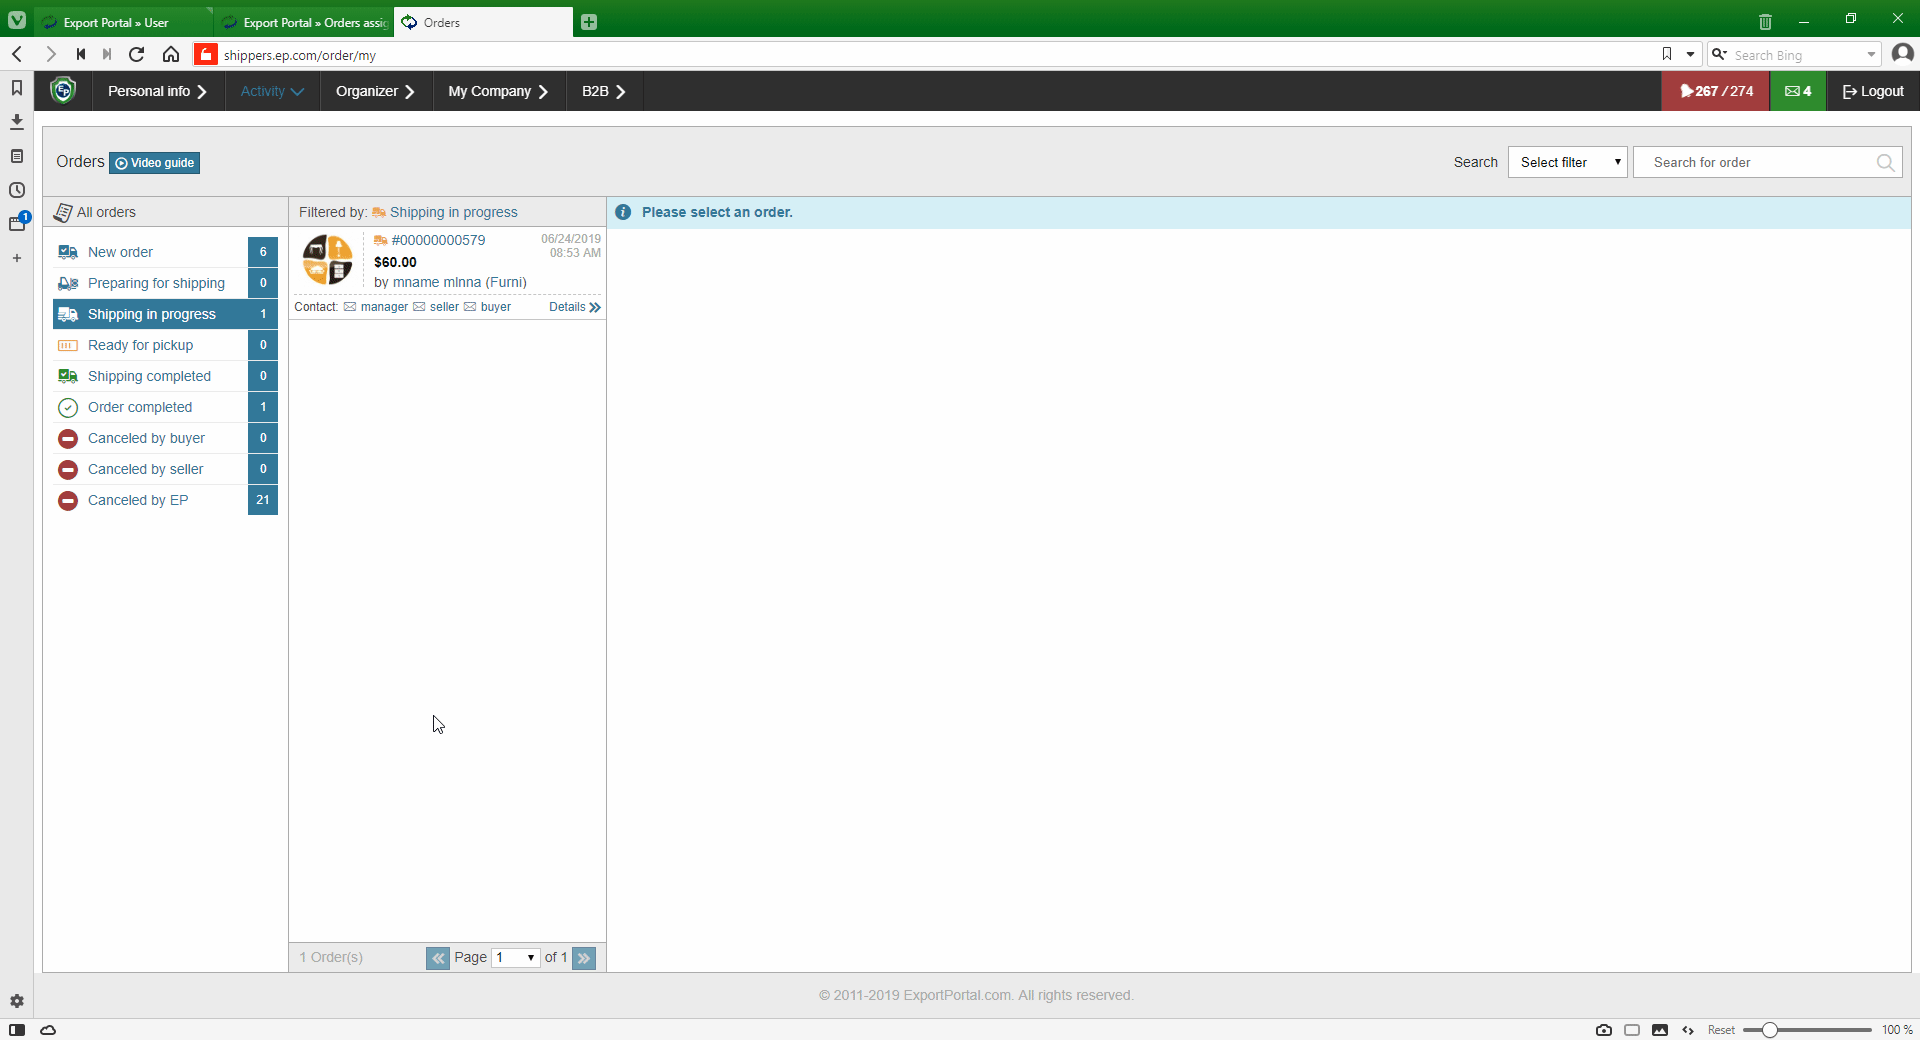 Export Portal » User
Export Portal » Orders assig
Orders
shippers.ep.com/order/my
Search Bing
EP
Personal info
Activity
Organizer
My Company
B2B
267 / 274
4
Logout
Orders
Video guide
Search
Select filter
Search for order
1
All orders
Filtered by: Shipping in progress
Please select an order.
New order 6
Preparing for shipping 0
Shipping in progress 1
Ready for pickup 0
Shipping completed 0
Order completed 1
Canceled by buyer 0
Canceled by seller 0
Canceled by EP 21
#00000000579
06/24/2019
08:53 AM
$60.00
by mname mlnna (Furni)
Contact: manager seller buyer
Details
1 Order(s)
Page 1 of 1
© 2011-2019 ExportPortal.com. All rights reserved.
Reset
100 %